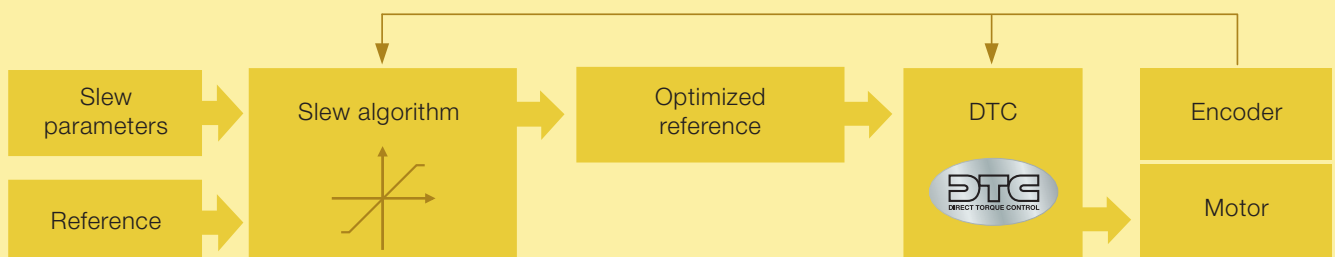 Slew
parameters
Reference
Slew algorithm
Optimized
reference
DTC
DTC
DIRECT TORQUE CONTROL
Encoder
Motor